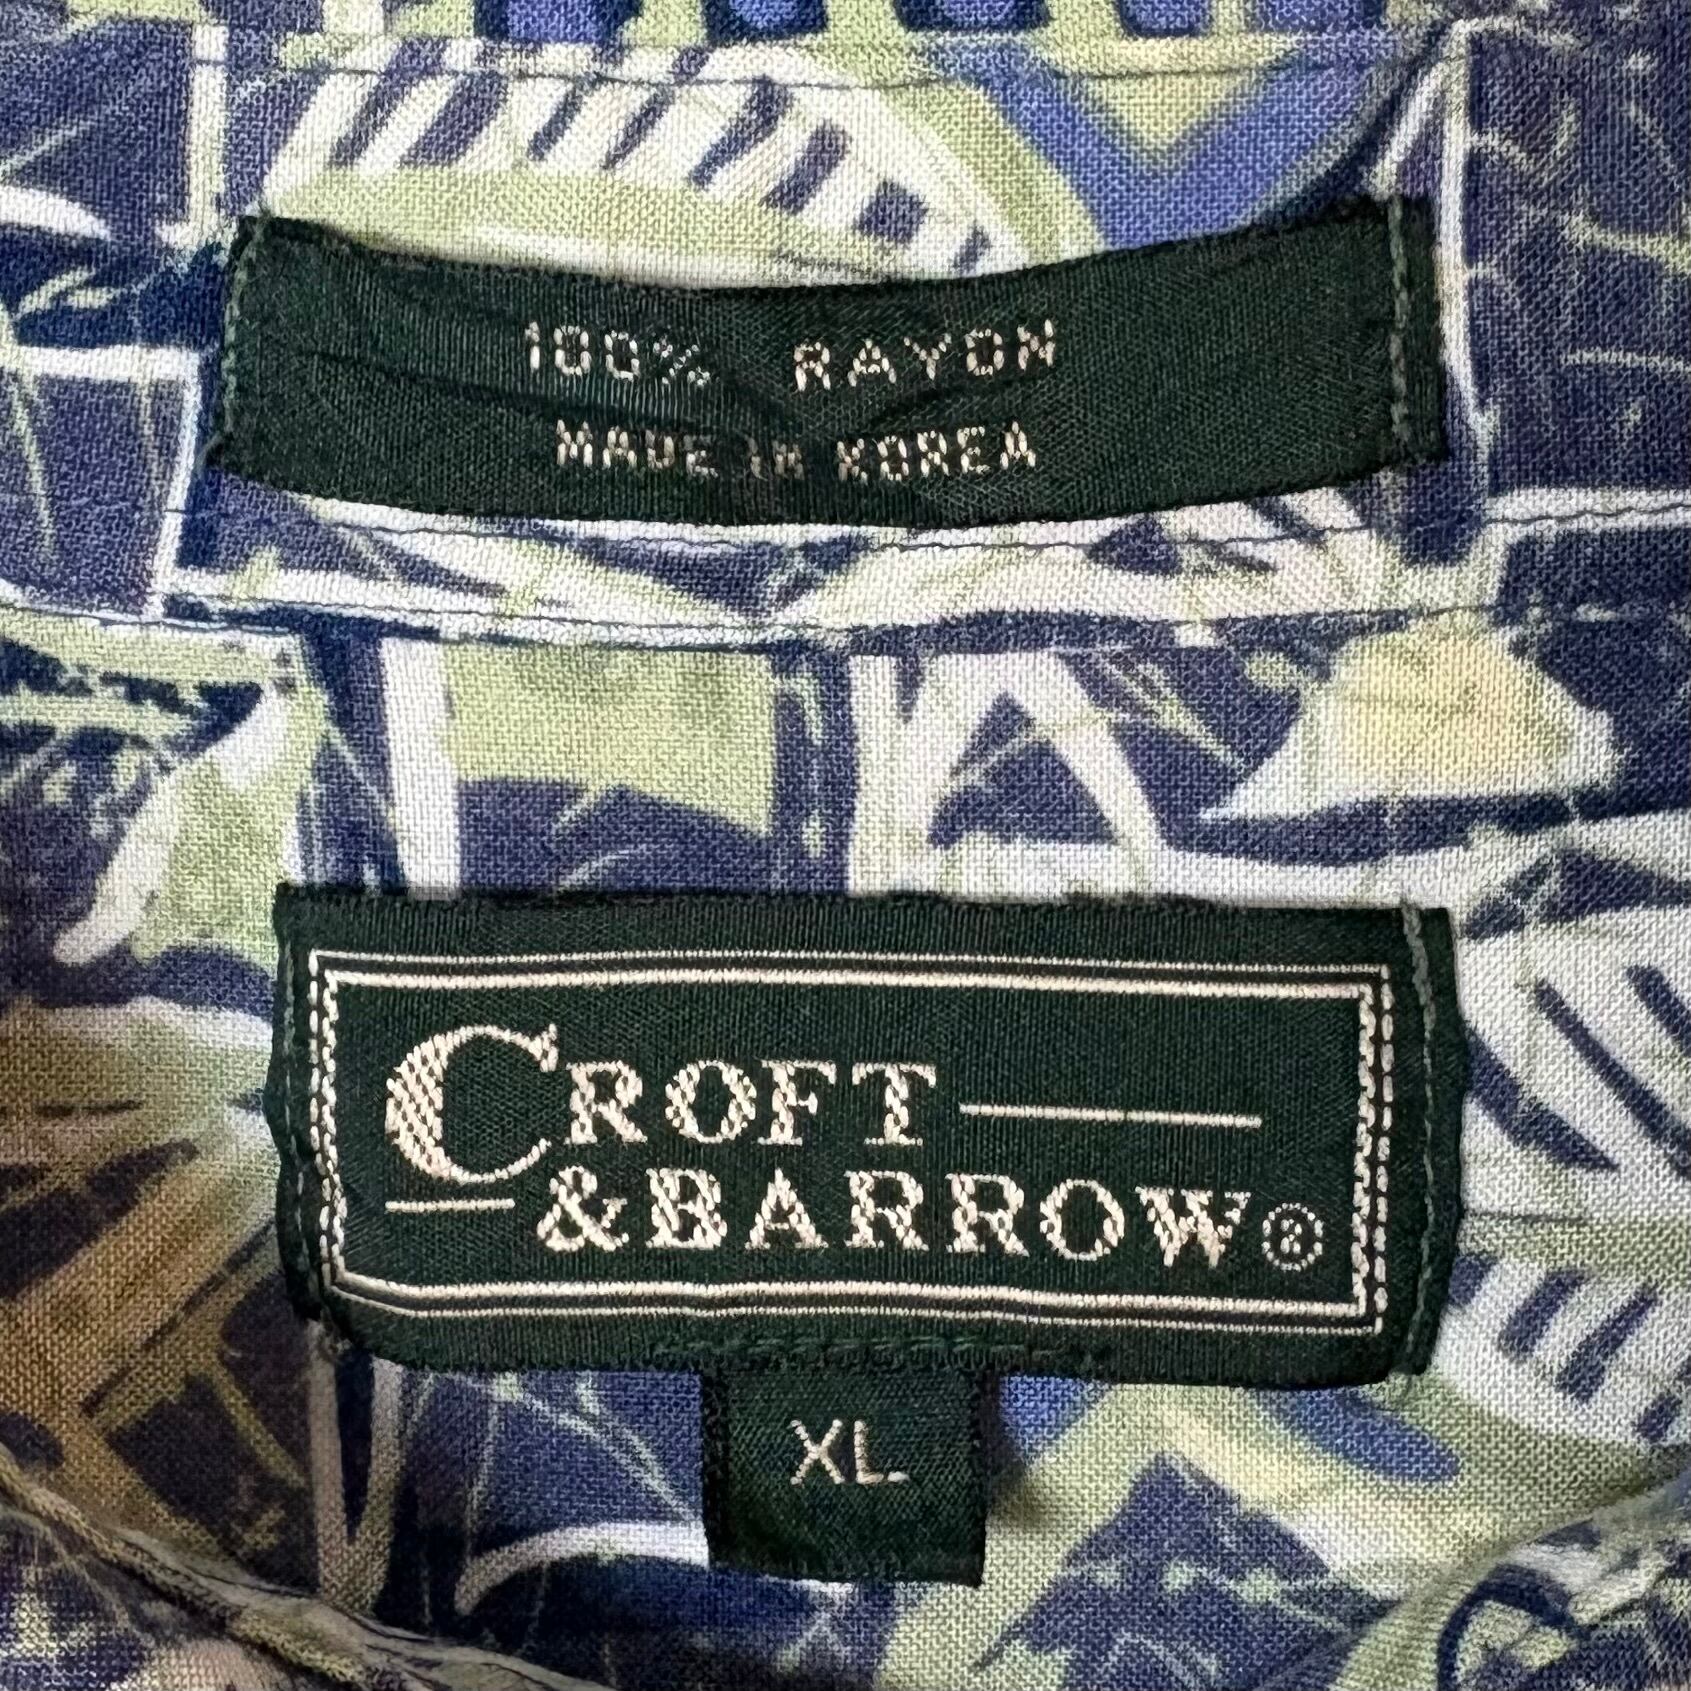 100% RAYON
MADE IN KOREA
CROFT
& BARROW®
XL